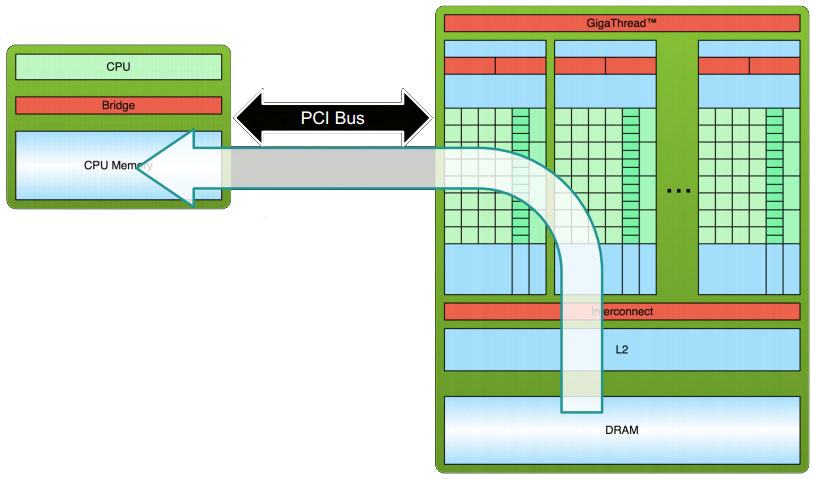 GigaThread™
CPU
Bridge
PCI Bus
CPU Memory
...
Interconnect
L2
DRAM